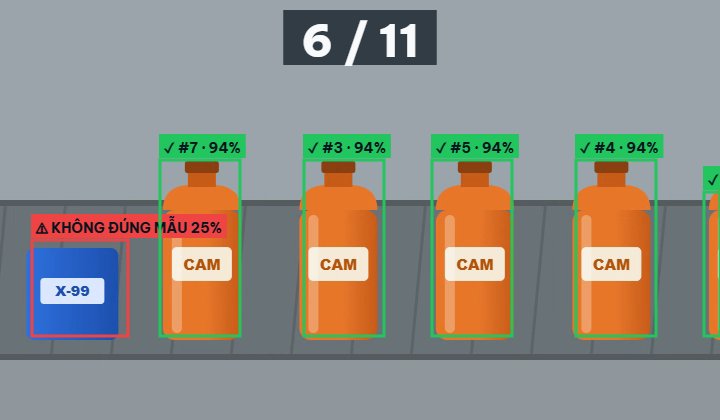 6 / 11
✓ #7 · 94%
✓ #3 · 94%
✓ #5 · 94%
✓ #4 · 94%
✓
⚠ KHÔNG ĐÚNG MẪU 25%
CAM
CAM
CAM
CAM
X-99